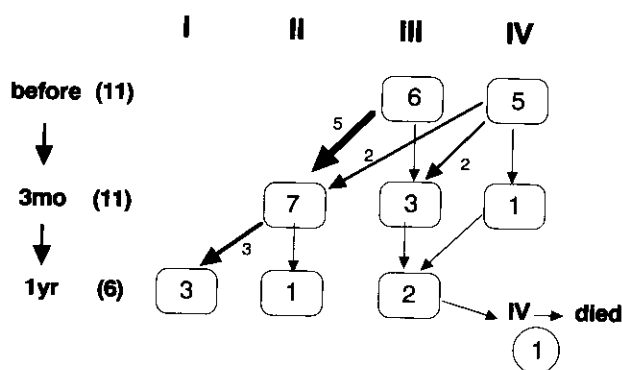 I II III IV
before (11) 6 5
5 2 2
3mo (11) 7 3 1
3
1yr (6) 3 1 2
IV died
1